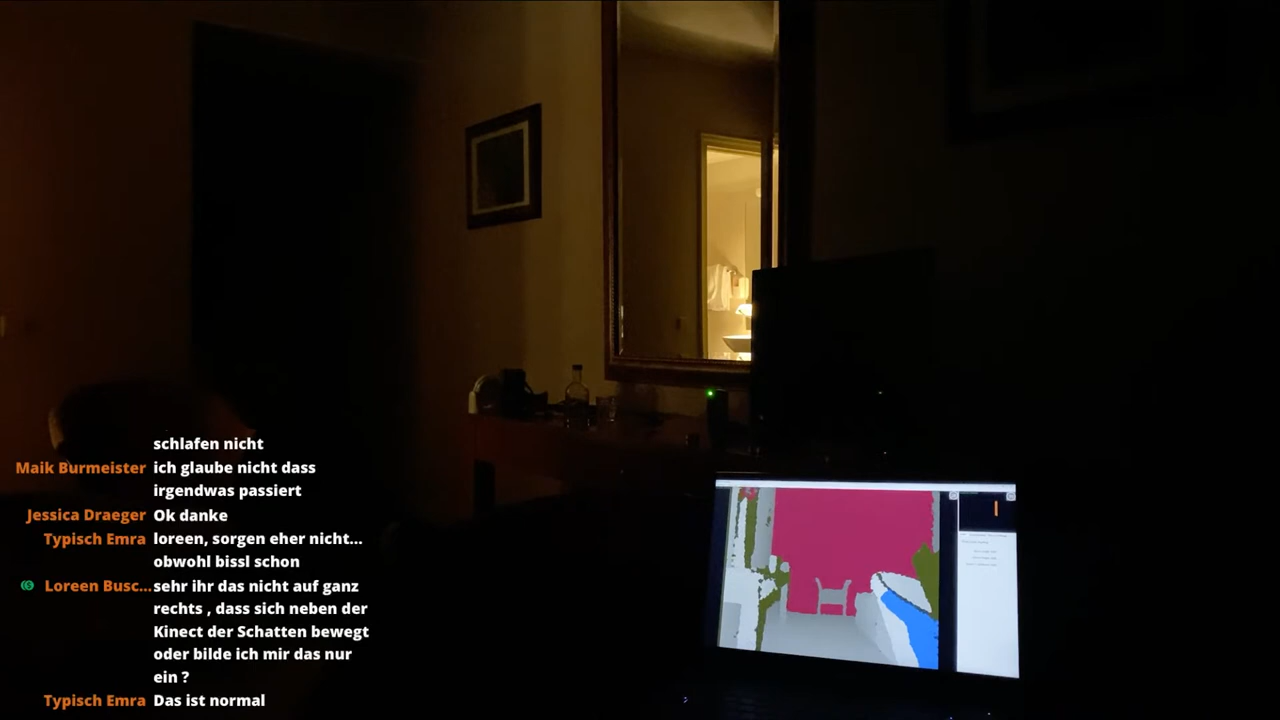 schlafen nicht
Maik Burmeister ich glaube nicht dass
irgendwas passiert
Jessica Draeger Ok danke
Typisch Emra loreen, sorgen eher nicht...
obwohl bissl schon
Loreen Busc... sehr ihr das nicht auf ganz
rechts , dass sich neben der
Kinect der Schatten bewegt
oder bilde ich mir das nur
ein ?
Typisch Emra Das ist normal